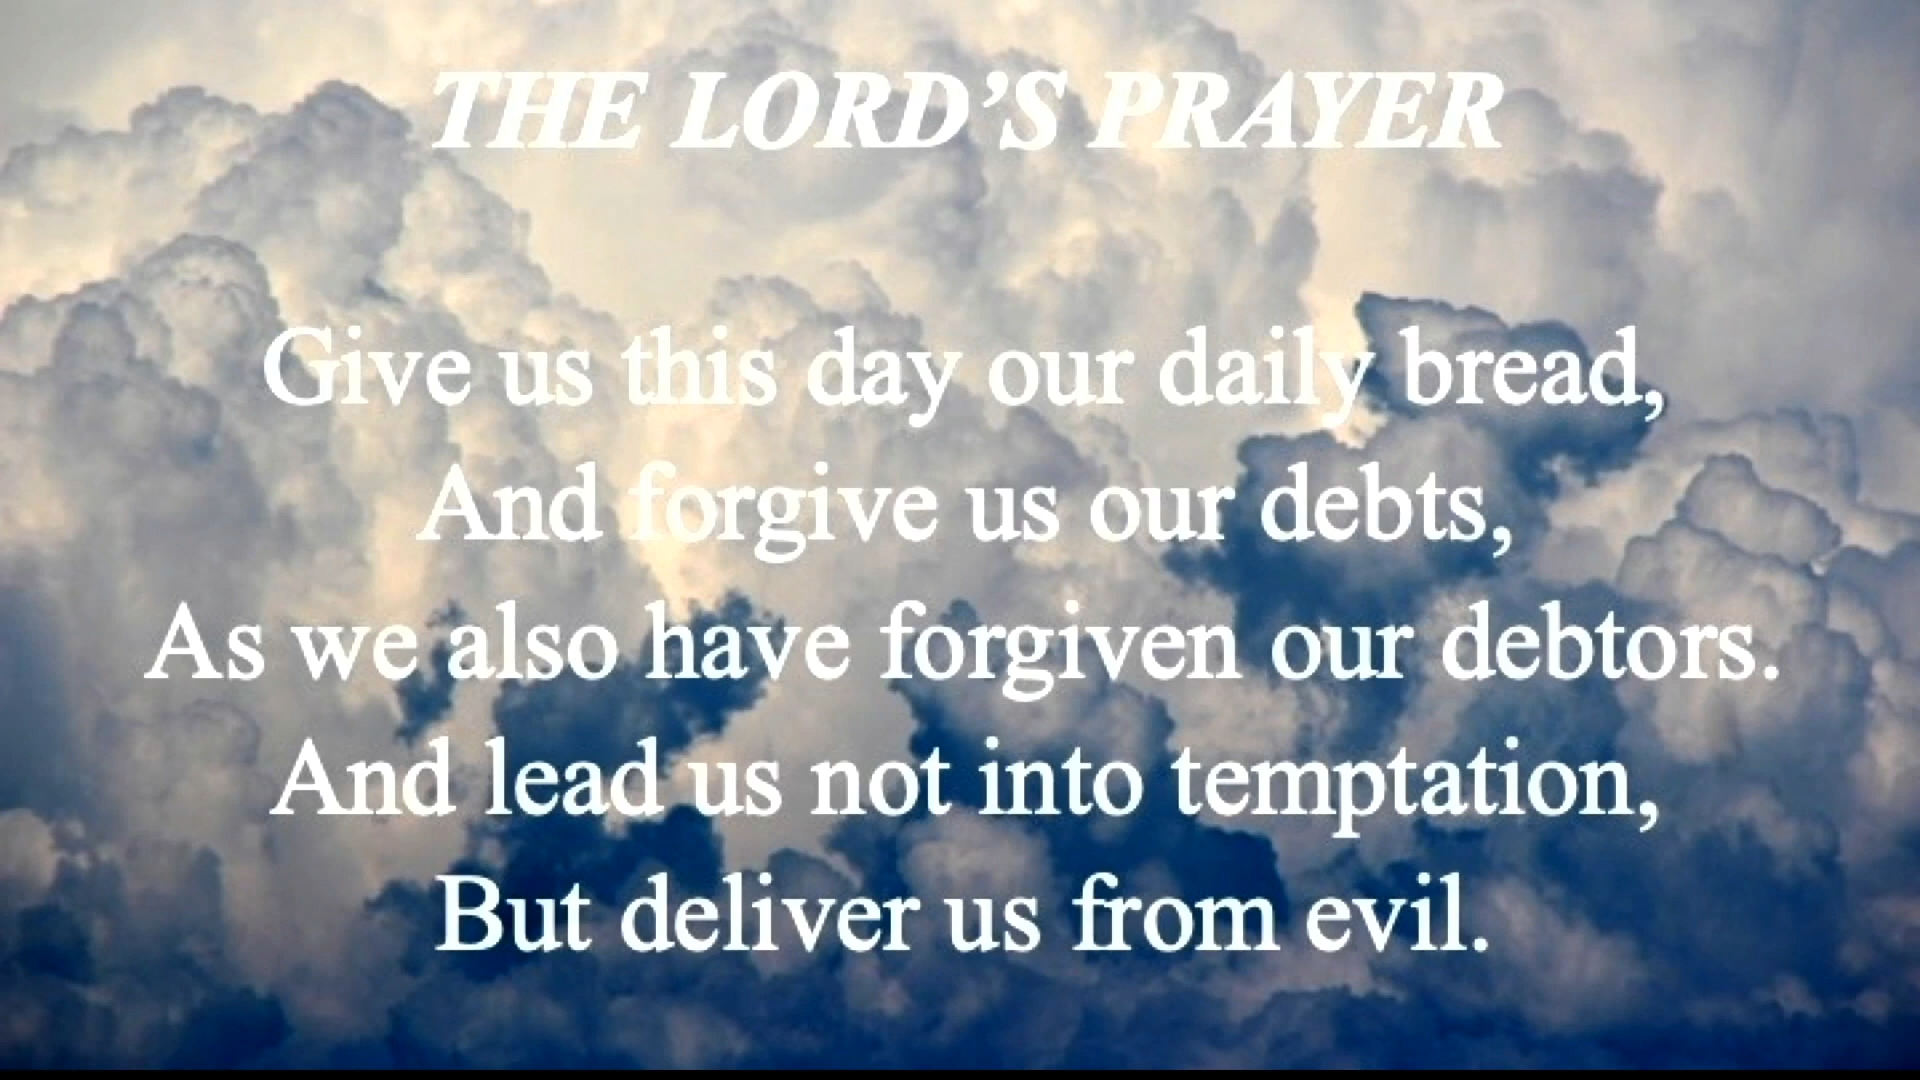 THE LORD’S PRAYER
Give us this day our daily bread,
And forgive us our debts,
As we also have forgiven our debtors.
And lead us not into temptation,
But deliver us from evil.